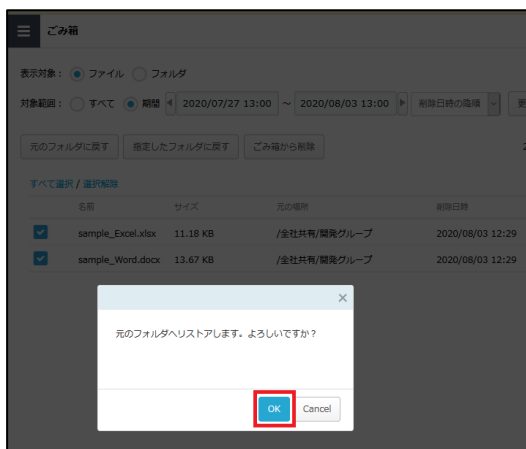 ごみ箱
表示対象： ファイル フォルダ
対象範囲： すべて 期間 2020/07/27 13:00 ～ 2020/08/03 13:00 削除日時の降順
元のフォルダに戻す 指定したフォルダに戻す ごみ箱から削除
すべて選択 / 選択解除
名前 サイズ 元の場所 削除日時
sample_Excel.xlsx 11.18 KB /全社共有/開発グループ 2020/08/03 12:29
sample_Word.docx 13.67 KB /全社共有/開発グループ 2020/08/03 12:29
元のフォルダへリストアします。よろしいですか？
OK Cancel